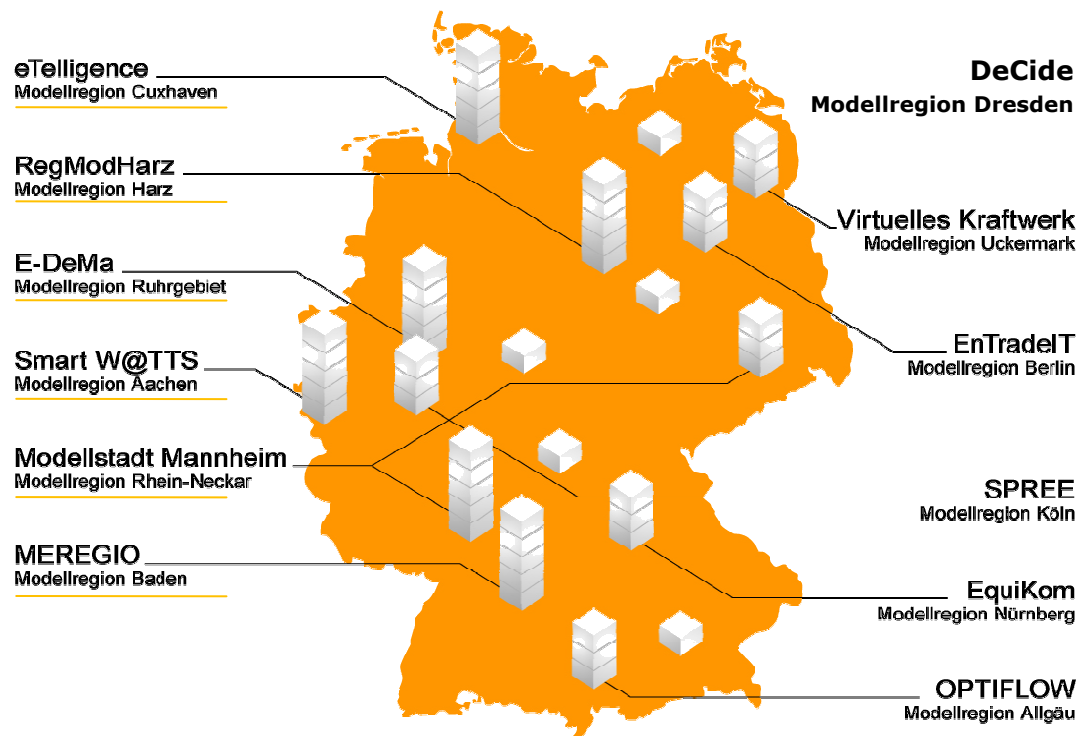 eTelligence
Modellregion Cuxhaven
RegModHarz
Modellregion Harz
E-DeMa
Modellregion Ruhrgebiet
Smart W@TTS
Modellregion Aachen
Modellstadt Mannheim
Modellregion Rhein-Neckar
MEREGIO
Modellregion Baden
DeCide
Modellregion Dresden
Virtuelles Kraftwerk
Modellregion Uckermark
EnTradeIT
Modellregion Berlin
SPREE
Modellregion Köln
EquiKom
Modellregion Nürnberg
OPTIFLOW
Modellregion Allgäu